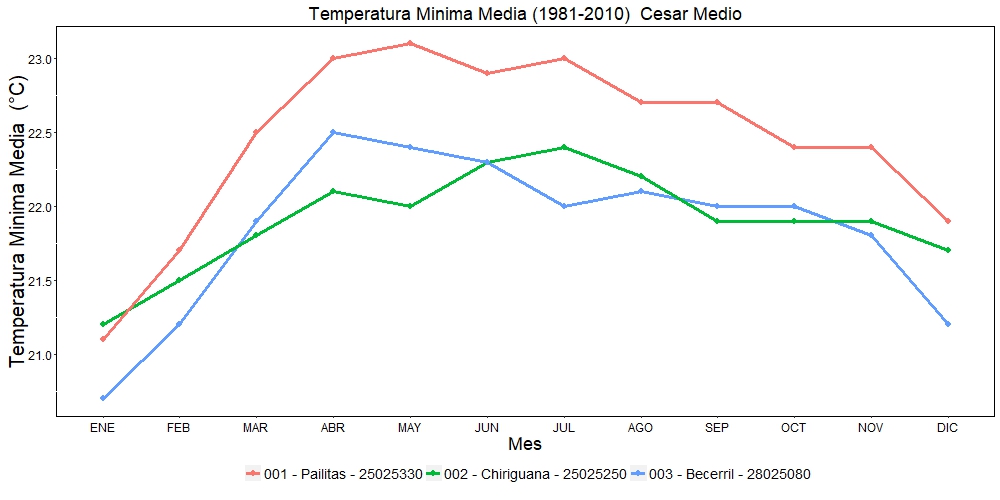 Temperatura Minima Media (1981-2010)  Cesar Medio
Temperatura Minima Media  (°C)
23.0
22.5
22.0
21.5
21.0
ENE FEB MAR ABR MAY JUN JUL AGO SEP OCT NOV DIC
Mes
001 - Pailitas - 25025330 002 - Chiriguana - 25025250 003 - Becerril - 28025080